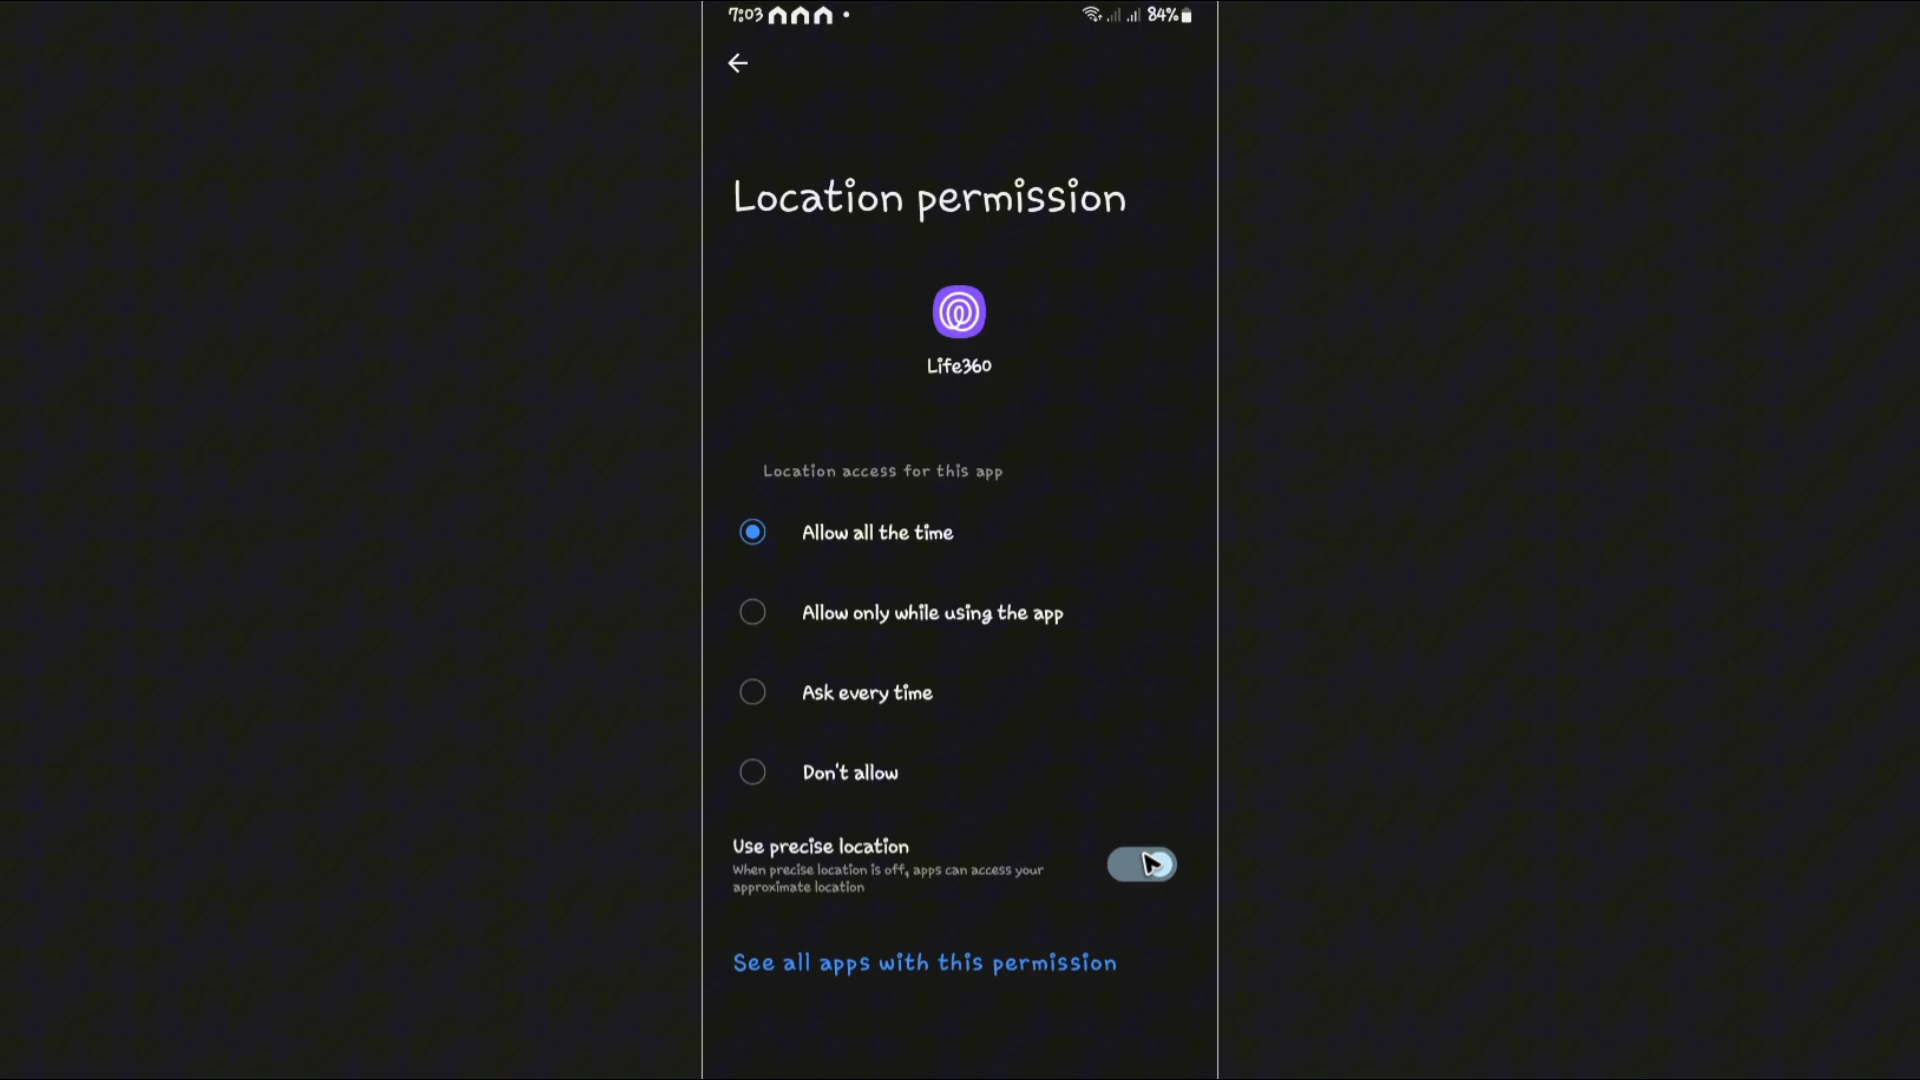 7:03 84%
Location permission
Life360
Location access for this app
Allow all the time
Allow only while using the app
Ask every time
Don't allow
Use precise location
When precise location is off, apps can access your
approximate location
See all apps with this permission